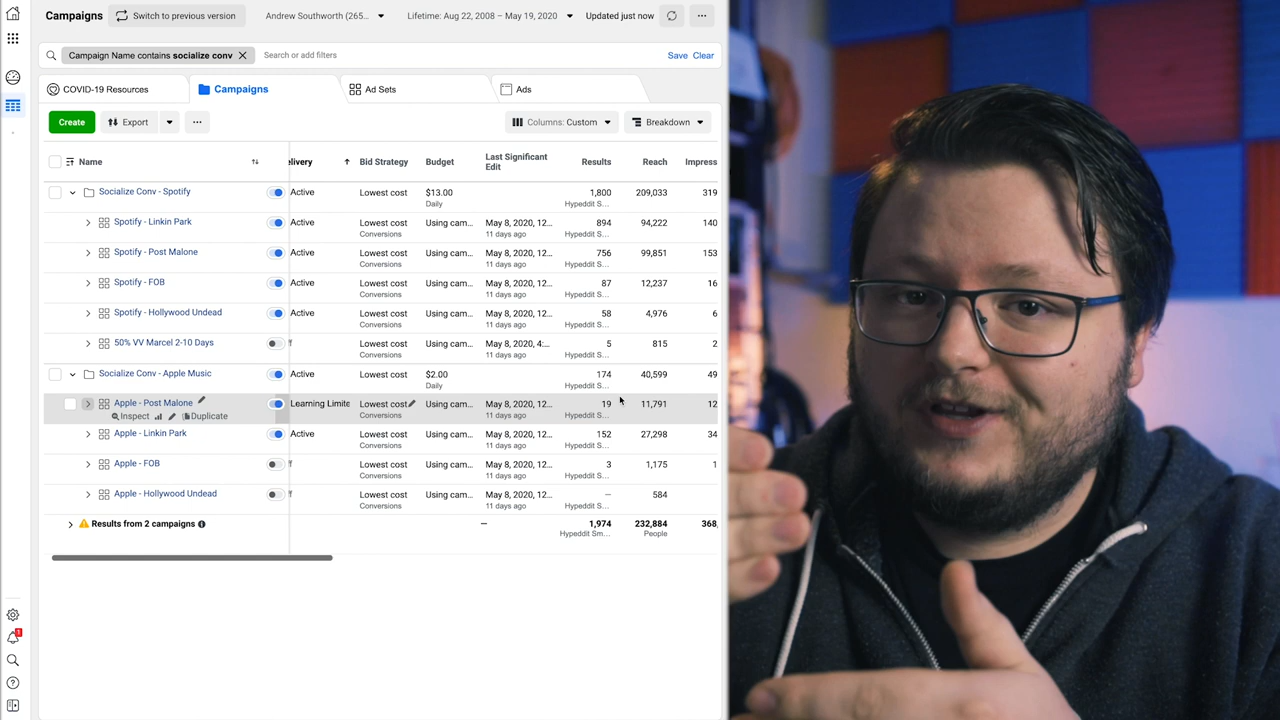 Campaigns Switch to previous version Andrew Southworth (265... Lifetime: Aug 22, 2008 – May 19, 2020 Updated just now
Campaign Name contains socialize conv Search or add filters Save Clear
COVID-19 Resources Campaigns Ad Sets Ads
Create Export Columns: Custom Breakdown
Name elivery Bid Strategy Budget Last Significant Edit Results Reach Impress
Socialize Conv - Spotify Active Lowest cost $13.00 1,800 209,033 319
Daily Hypeddit S...
Spotify - Linkin Park Active Lowest cost Using cam... May 8, 2020, 12... 894 94,222 140
Conversions 11 days ago Hypeddit S...
Spotify - Post Malone Active Lowest cost Using cam... May 8, 2020, 12... 756 99,851 153
Conversions 11 days ago Hypeddit S...
Spotify - FOB Active Lowest cost Using cam... May 8, 2020, 12... 87 12,237 16
Conversions 11 days ago Hypeddit S...
Spotify - Hollywood Undead Active Lowest cost Using cam... May 8, 2020, 12... 58 4,976 6
Conversions 11 days ago Hypeddit S...
50% VV Marcel 2-10 Days Lowest cost Using cam... May 8, 2020, 4:... 5 815 2
Conversions 11 days ago Hypeddit S...
Socialize Conv - Apple Music Active Lowest cost $2.00 174 40,599 49
Daily Hypeddit S...
Apple - Post Malone Learning Limite Lowest cost Using cam... May 8, 2020, 12... 19 11,791 12
Inspect Duplicate Conversions 11 days ago Hypeddit S...
Apple - Linkin Park Active Lowest cost Using cam... May 8, 2020, 12... 152 27,298 34
Conversions 11 days ago Hypeddit S...
Apple - FOB Lowest cost Using cam... May 8, 2020, 12... 3 1,175 1
Conversions 11 days ago Hypeddit S...
Apple - Hollywood Undead Lowest cost Using cam... May 8, 2020, 12... — 584
Conversions 11 days ago Hypeddit S...
Results from 2 campaigns — 1,974 232,884 368,
Hypeddit Sm... People